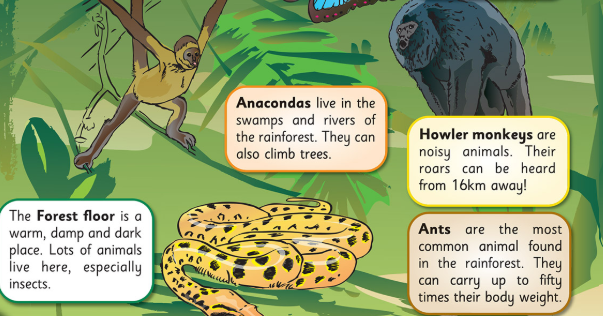 Anacondas live in the
swamps and rivers of
the rainforest. They can
also climb trees.
Howler monkeys are
noisy animals. Their
roars can be heard
from 16km away!
The Forest floor is a
warm, damp and dark
place. Lots of animals
live here, especially
insects.
Ants are the most
common animal found
in the rainforest. They
can carry up to fifty
times their body weight.